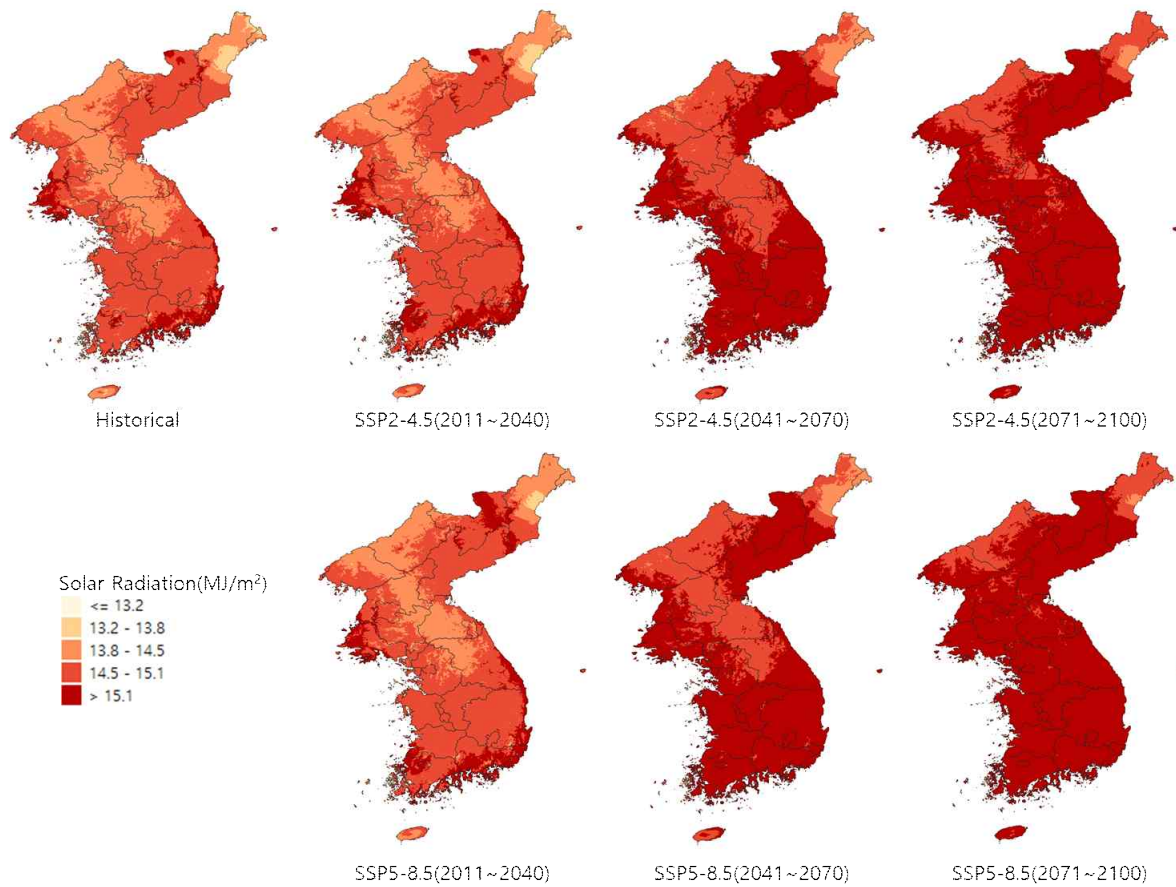 Historical
SSP2-4.5(2011~2040)
SSP2-4.5(2041~2070)
SSP2-4.5(2071~2100)
Solar Radiation(MJ/m²)
<= 13.2
13.2 - 13.8
13.8 - 14.5
14.5 - 15.1
> 15.1
SSP5-8.5(2011~2040)
SSP5-8.5(2041~2070)
SSP5-8.5(2071~2100)